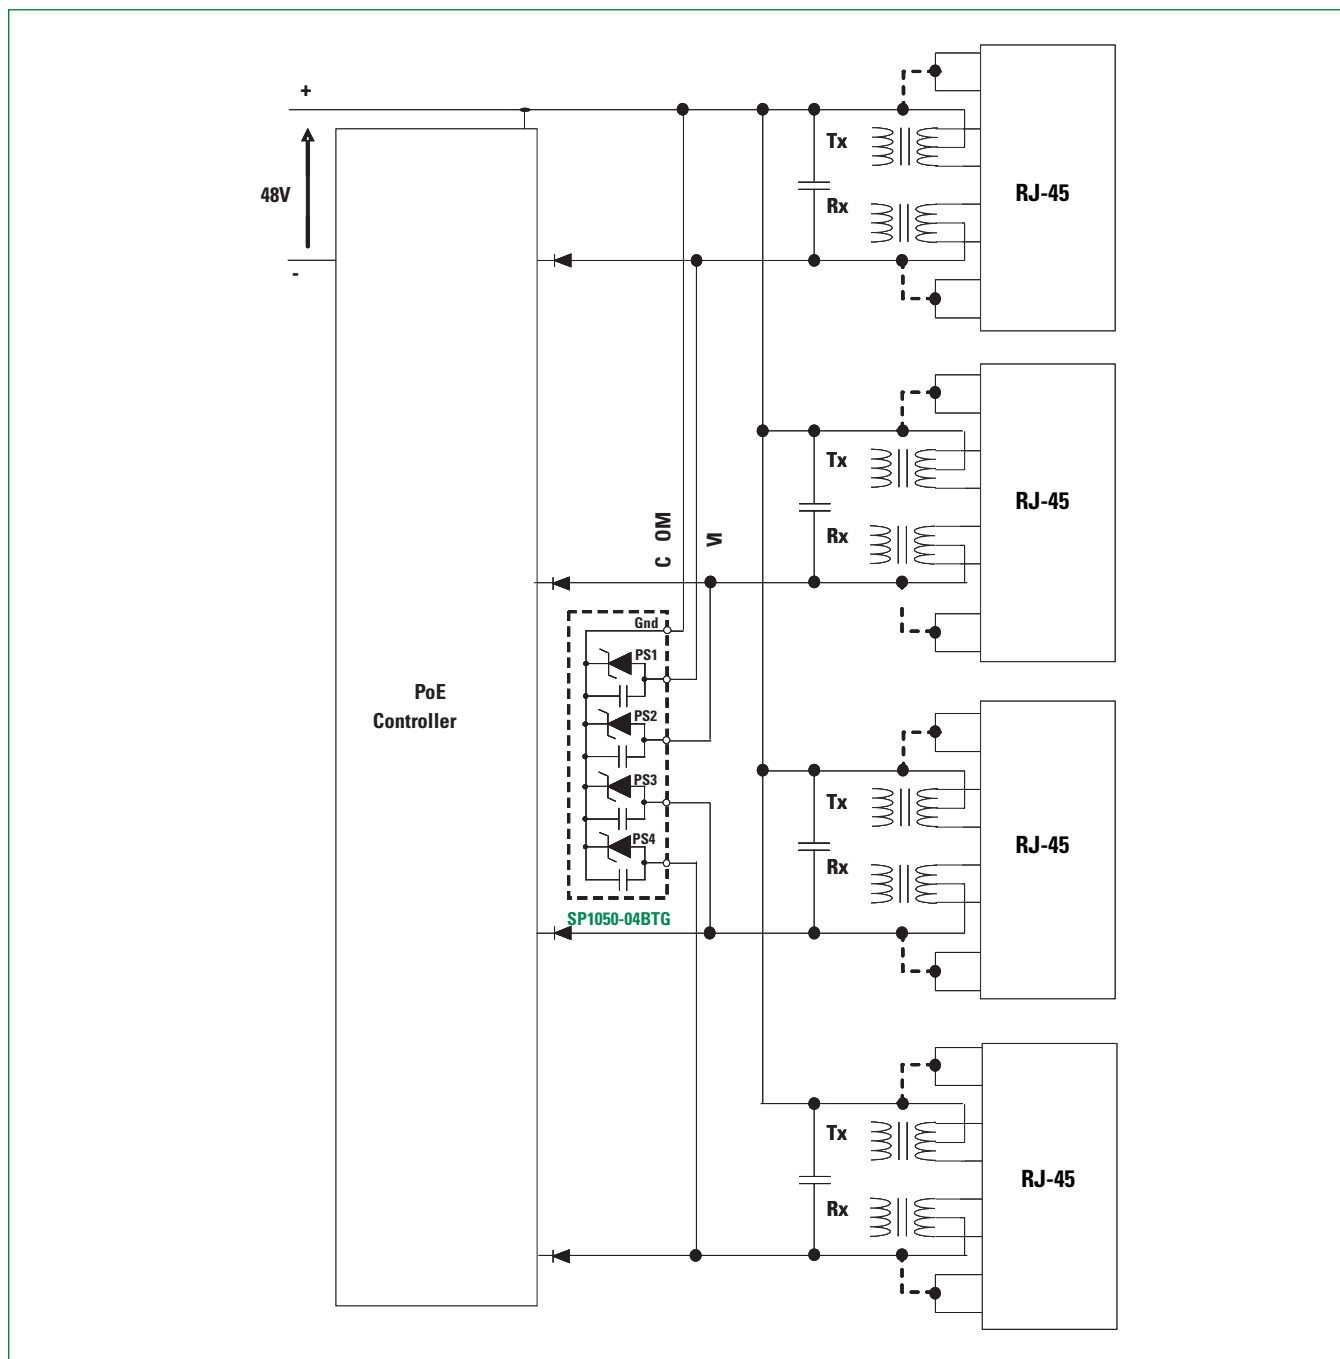 +
48V
-
PoE
Controller
C OM
VI
Gnd
PS1
PS2
PS3
PS4
SP1050-04BTG
Tx
Rx
RJ-45
Tx
Rx
RJ-45
Tx
Rx
RJ-45
Tx
Rx
RJ-45